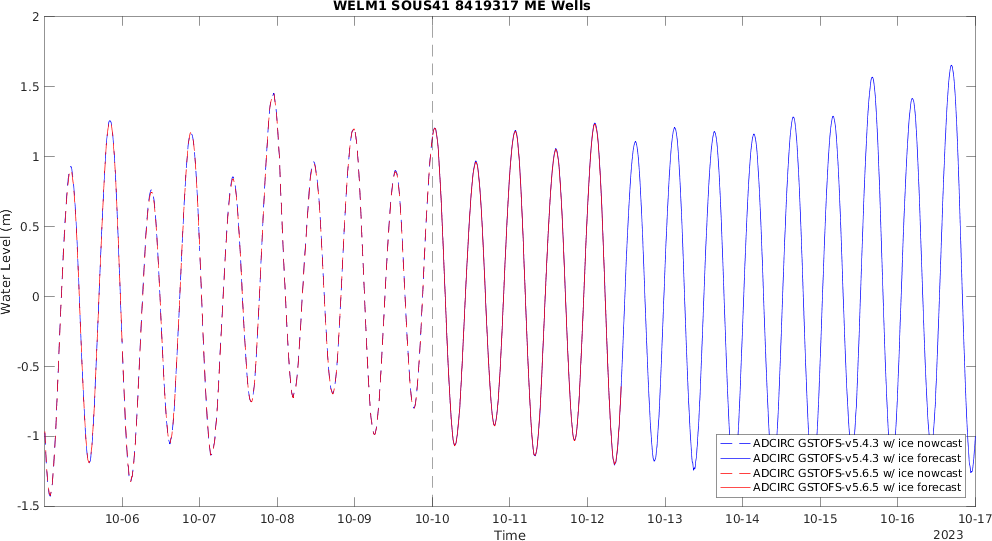 WELM1 SOUS41 8419317 ME Wells
2
1.5
1
0.5
0
-0.5
-1
-1.5
Water Level (m)
ADCIRC GSTOFS-v5.4.3 w/ ice nowcast
ADCIRC GSTOFS-v5.4.3 w/ ice forecast
ADCIRC GSTOFS-v5.6.5 w/ ice nowcast
ADCIRC GSTOFS-v5.6.5 w/ ice forecast
10-06 10-07 10-08 10-09 10-10 10-11 10-12 10-13 10-14 10-15 10-16 10-17
Time
2023